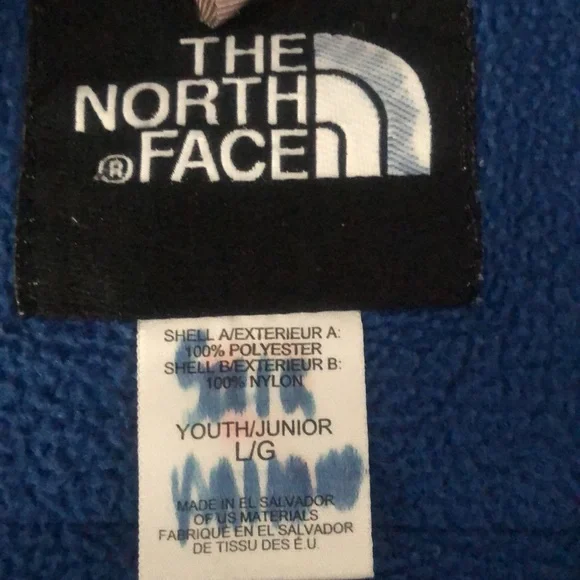 THE
NORTH
®FACE
SHELL A/EXTERIEUR A:
100% POLYESTER
SHELL B/EXTERIEUR B:
100% NYLON
YOUTH/JUNIOR
L/G
MADE IN EL SALVADOR
OF US MATERIALS
FABRIQUÉ EN EL SALVADOR
DE TISSU DES É.U.